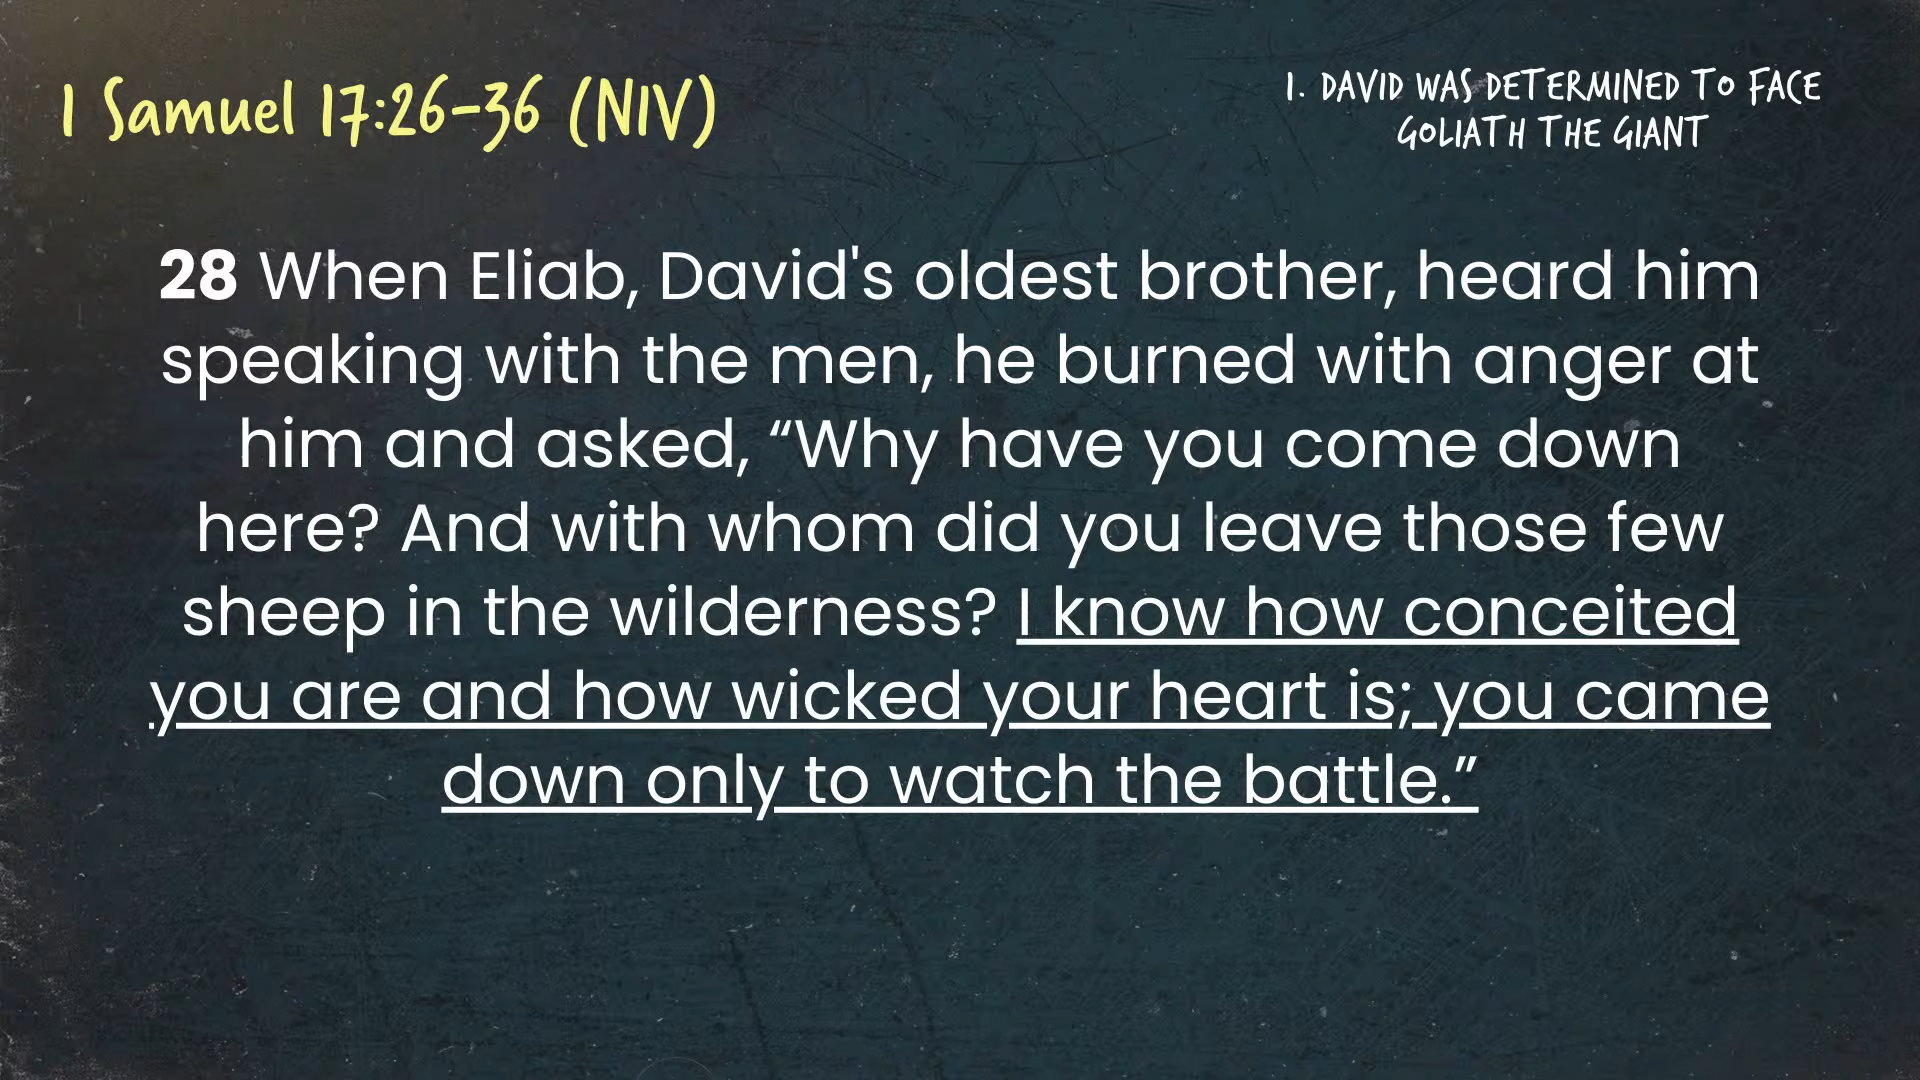 1 Samuel 17:26-36 (NIV)
1. DAVID WAS DETERMINED TO FACE
GOLIATH THE GIANT
28 When Eliab, David's oldest brother, heard him
speaking with the men, he burned with anger at
him and asked, “Why have you come down
here? And with whom did you leave those few
sheep in the wilderness? I know how conceited
you are and how wicked your heart is; you came
down only to watch the battle.”